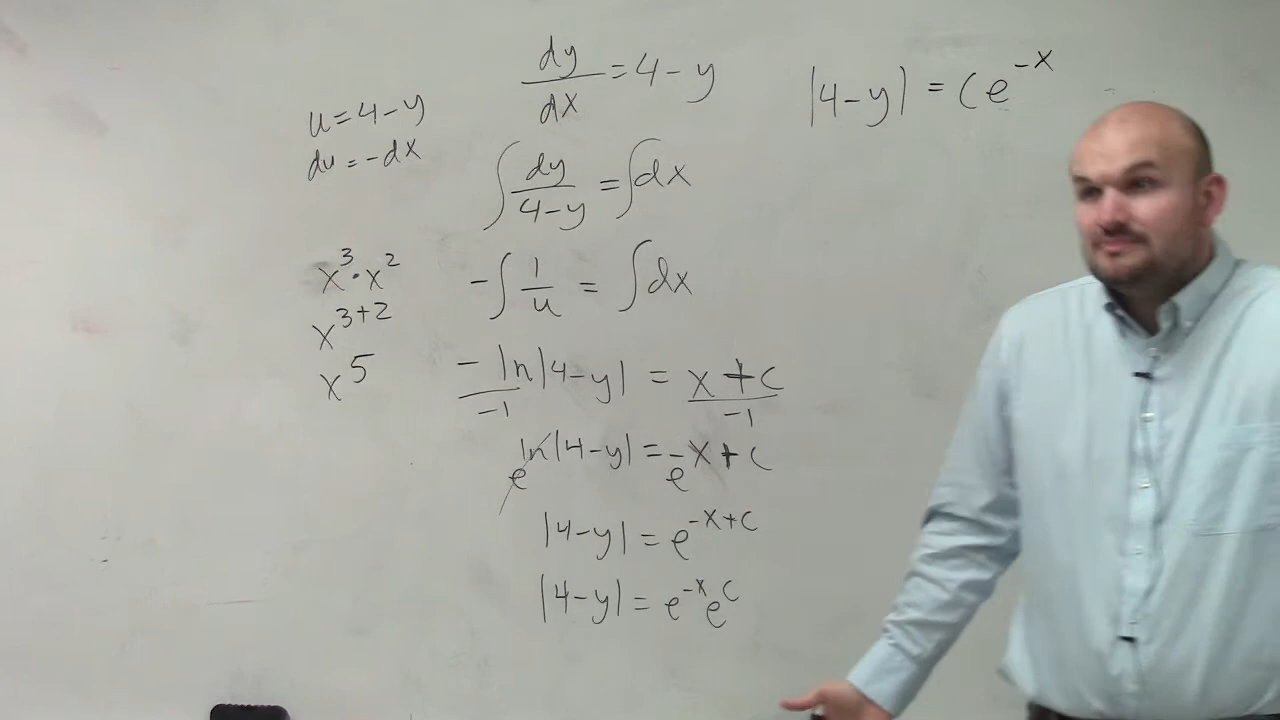 dy/dx = 4 - y
u = 4 - y
du = -dx
∫ dy/(4-y) = ∫ dx
-∫ 1/u = ∫ dx
-ln|4-y| / -1 = x + c / -1
e^ln|4-y| = e^-x+c
|4-y| = e^-x+c
|4-y| = e^-x e^c
x^3 · x^2
x^3+2
x^5
|4-y| = Ce^-x